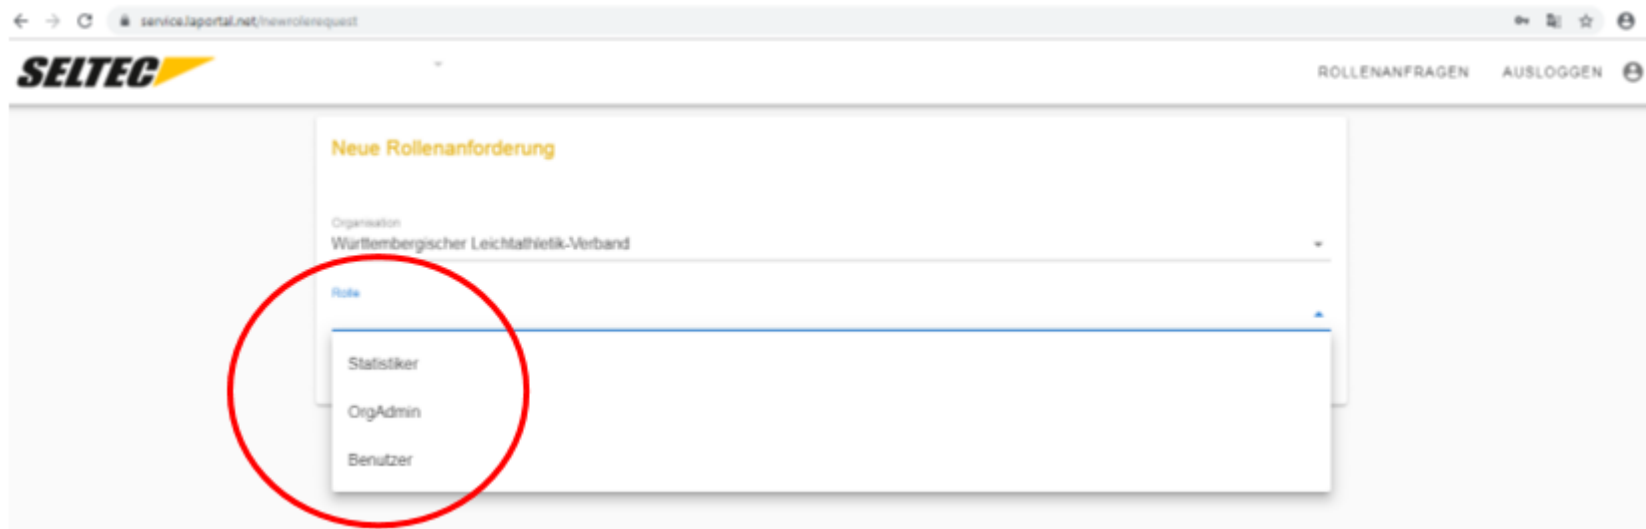 service.laportal.net/newrolerequest
SELTEC
ROLLENANFRAGEN AUSLOGGEN
Neue Rollenanforderung
Organisation
Württembergischer Leichtathletik-Verband
Rolle
Statistiker
OrgAdmin
Benutzer